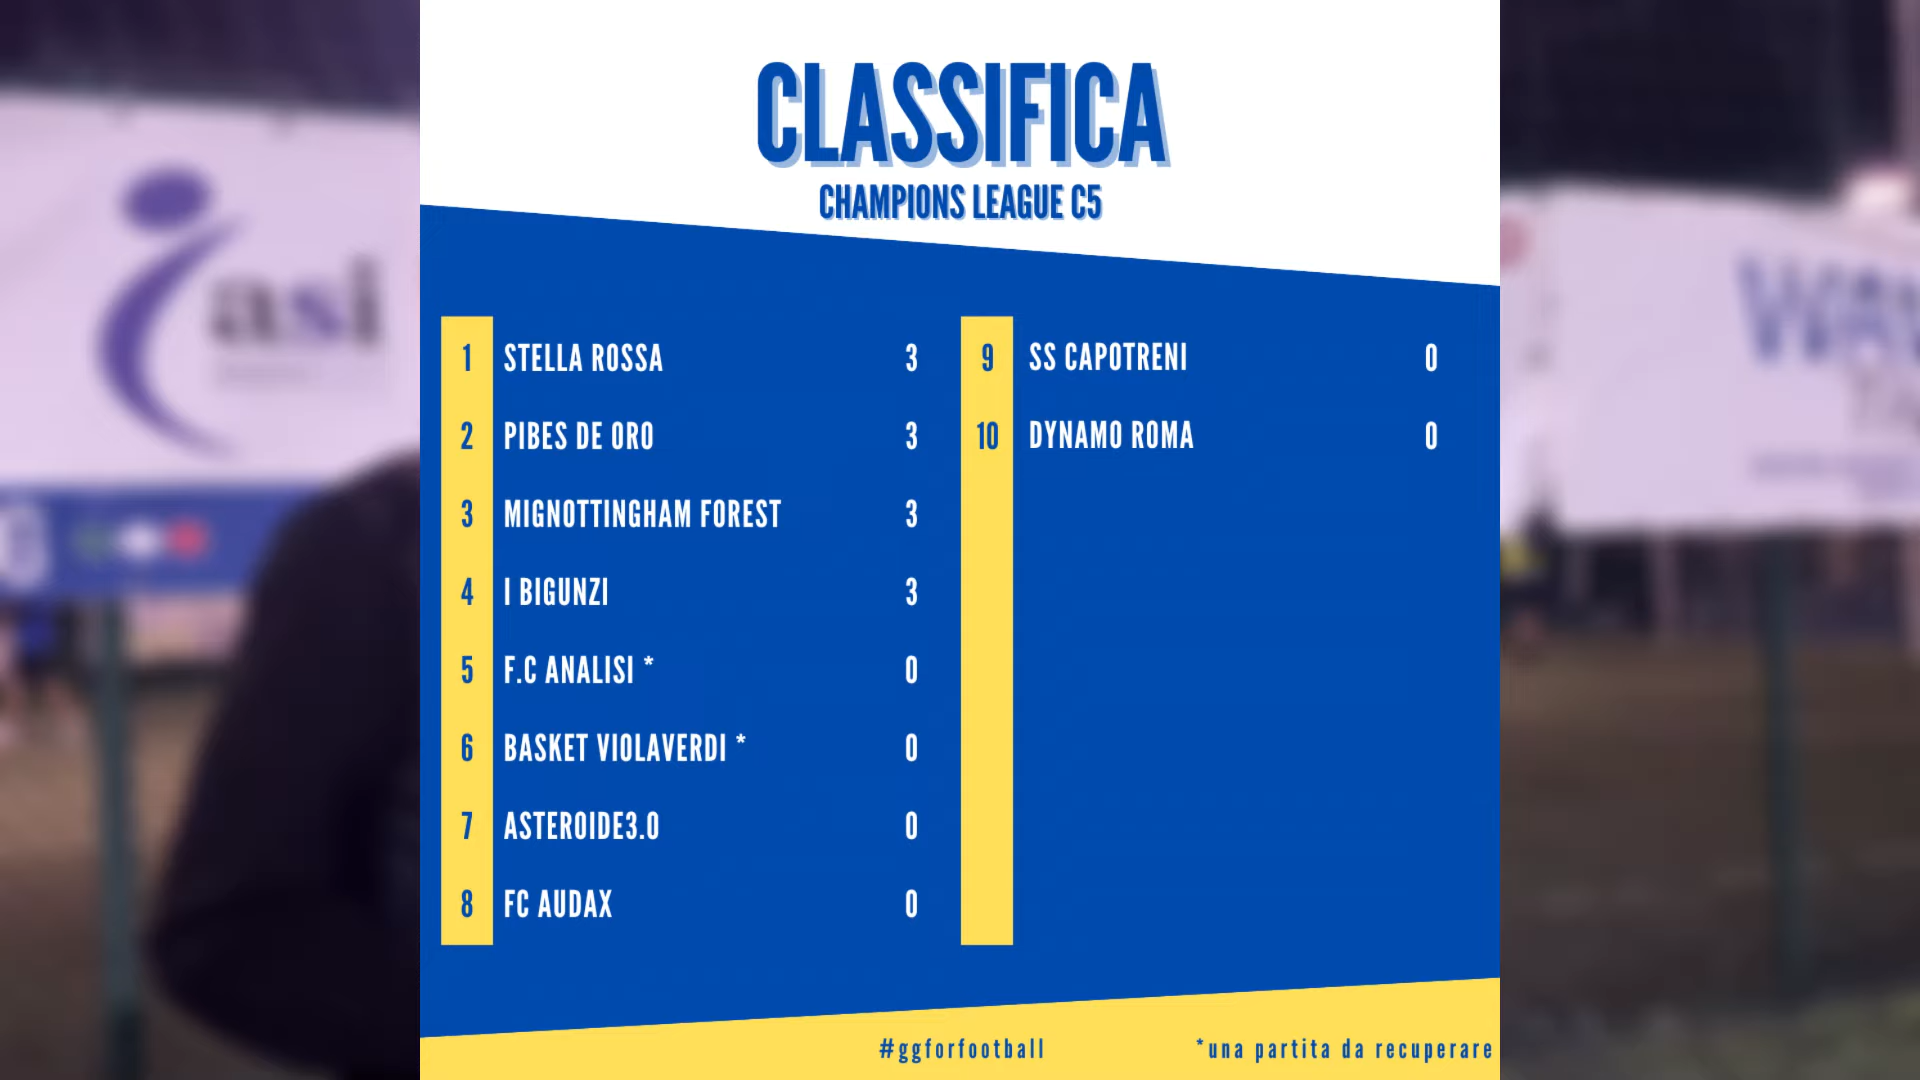 CLASSIFICA
CHAMPIONS LEAGUE C5
1 STELLA ROSSA 3
2 PIBES DE ORO 3
3 MIGNOTTINGHAM FOREST 3
4 I BIGUNZI 3
5 F.C ANALISI * 0
6 BASKET VIOLAVERDI * 0
7 ASTEROIDE3.0 0
8 FC AUDAX 0
9 SS CAPOTRENI 0
10 DYNAMO ROMA 0
#ggforfootball
*una partita da recuperare
asi